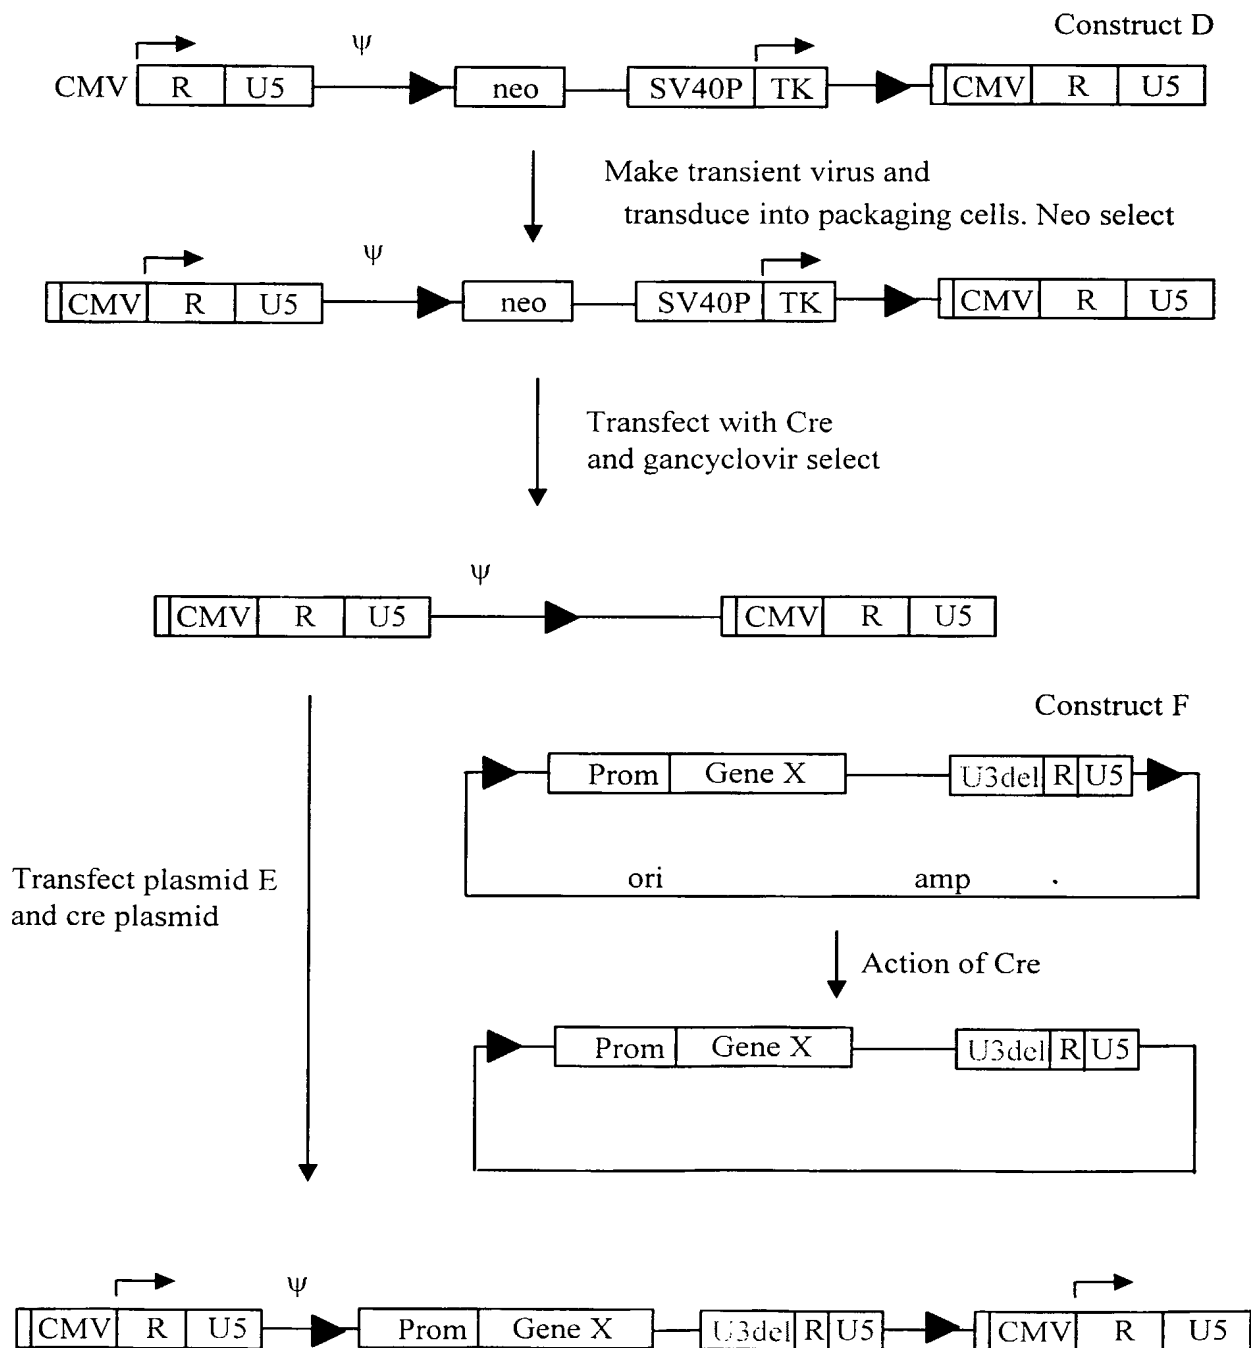 Construct D
ψ
CMV R U5 neo SV40P TK CMV R U5
Make transient virus and
transduce into packaging cells. Neo select
ψ
CMV R U5 neo SV40P TK CMV R U5
Transfect with Cre
and gancyclovir select
ψ
CMV R U5 CMV R U5
Construct F
Prom Gene X U3del R U5
ori amp
Transfect plasmid E
and cre plasmid
Action of Cre
Prom Gene X U3del R U5
ψ
CMV R U5 Prom Gene X U3del R U5 CMV R U5